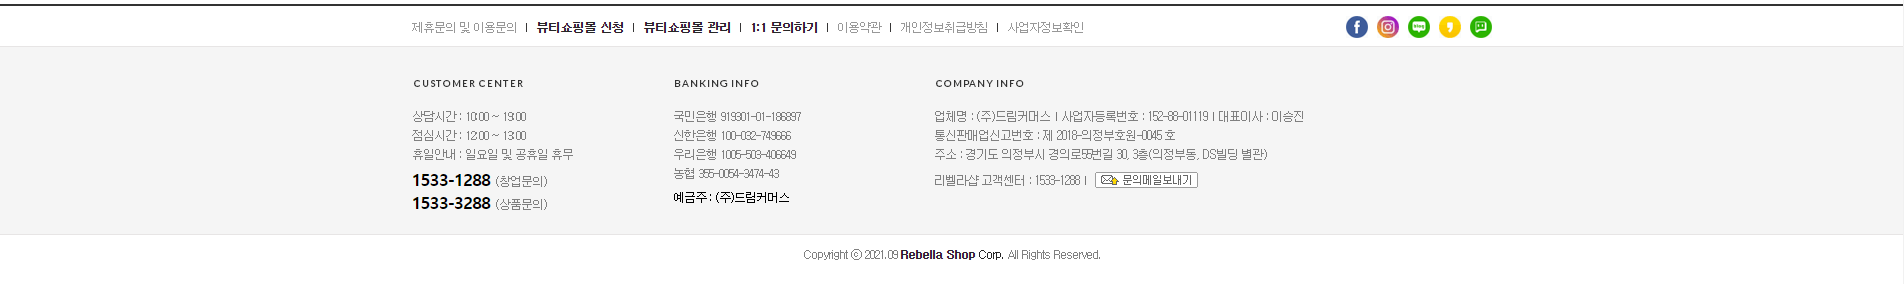 제휴문의 및 이용문의 | 뷰티쇼핑몰 신청 | 뷰티쇼핑몰 관리 | 1:1 문의하기 | 이용약관 | 개인정보취급방침 | 사업자정보확인
CUSTOMER CENTER
상담시간 : 10:00 ~ 19:00
점심시간 : 12:00 ~ 13:00
휴일안내 : 일요일 및 공휴일 휴무
1533-1288 (창업문의)
1533-3288 (상품문의)
BANKING INFO
국민은행 919301-01-186897
신한은행 100-032-749666
우리은행 1005-503-406649
농협 355-0054-3474-43
예금주 : (주)드림커머스
COMPANY INFO
업체명 : (주)드림커머스 | 사업자등록번호 : 152-88-01119 | 대표이사 : 이승진
통신판매업신고번호 : 제 2018-의정부호원-0045 호
주소 : 경기도 의정부시 경의로55번길 30, 3층(의정부동, DS빌딩 별관)
리벨라샵 고객센터 : 1533-1288 | 문의메일보내기
Copyright ⓒ 2021.09 Rebella Shop Corp. All Rights Reserved.